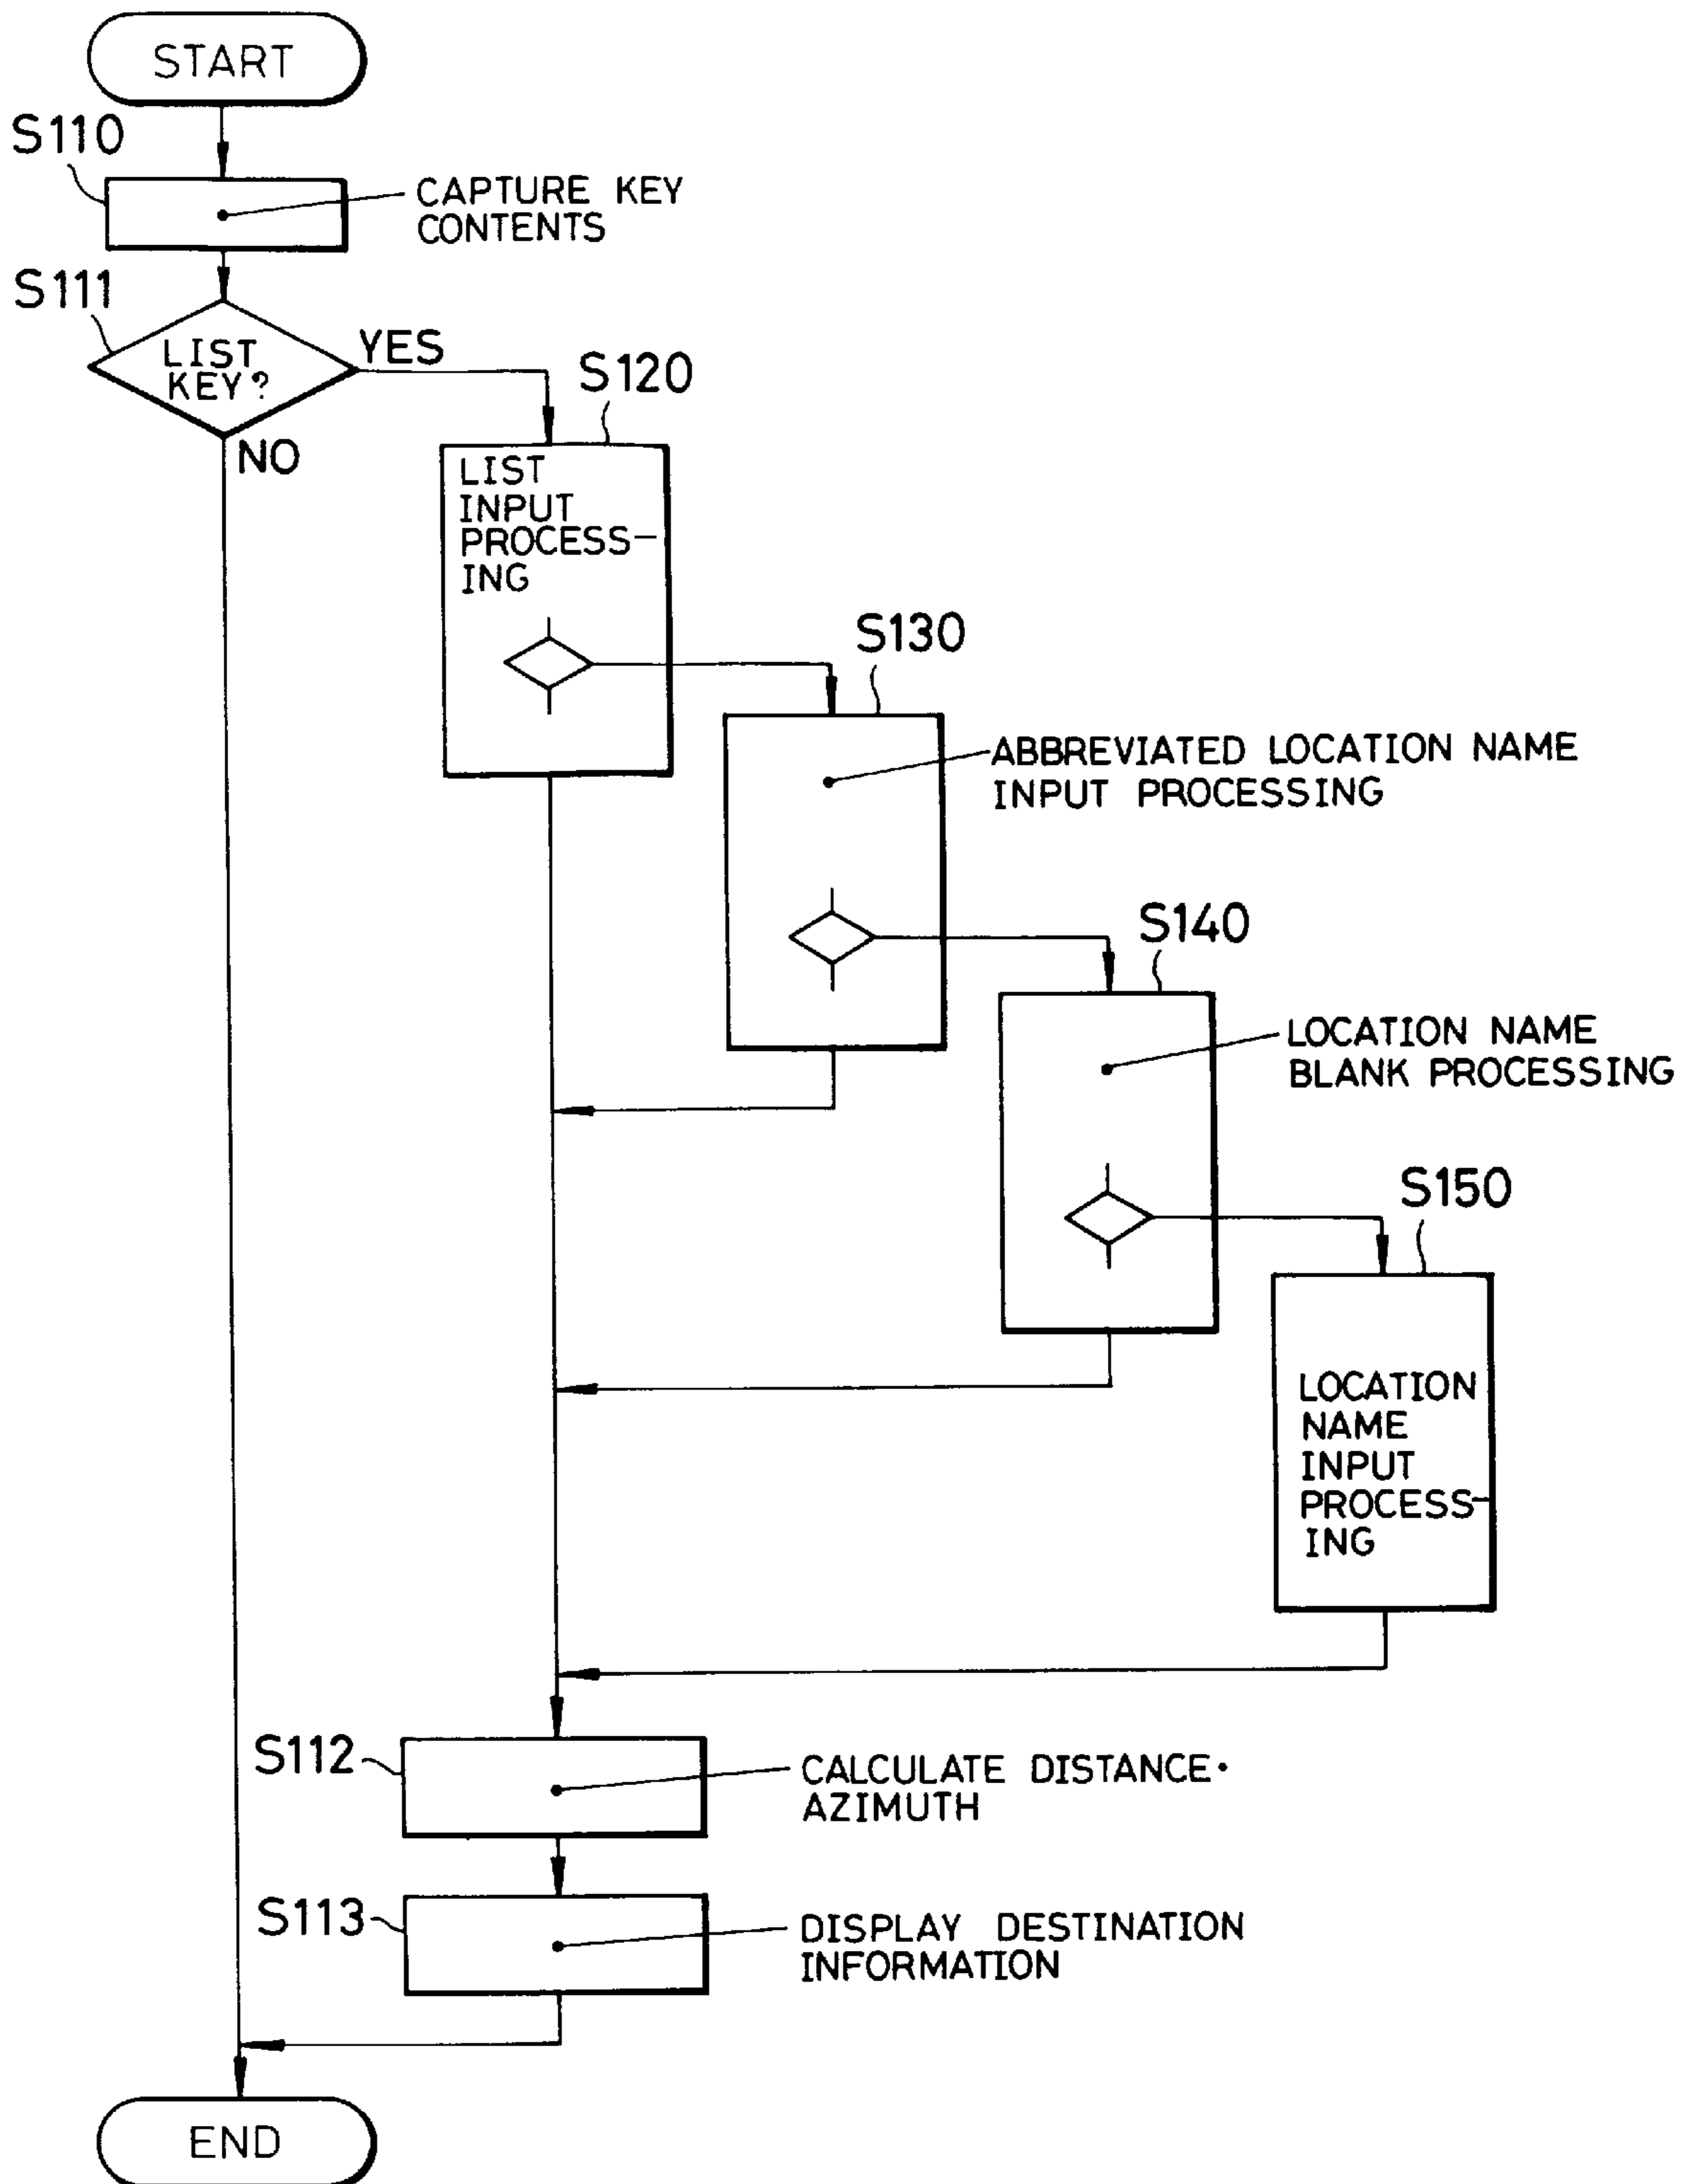 START
S110
CAPTURE KEY
CONTENTS
S111
LIST
KEY?
YES
NO
S120
LIST
INPUT
PROCESS-
ING
S130
ABBREVIATED LOCATION NAME
INPUT PROCESSING
S140
LOCATION NAME
BLANK PROCESSING
S150
LOCATION
NAME
INPUT
PROCESS-
ING
S112
CALCULATE DISTANCE·
AZIMUTH
S113
DISPLAY DESTINATION
INFORMATION
END